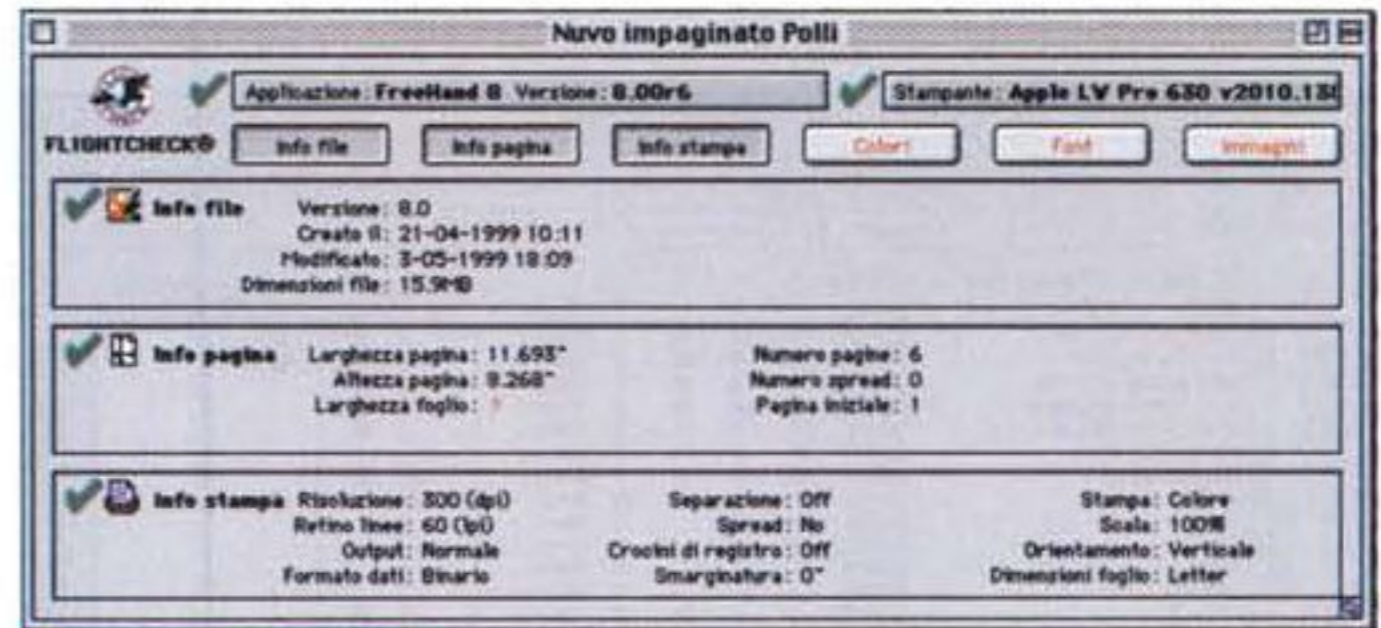 Nuvo impaginato Polli
Applicazione: FreeHand 8 Versione: 8.00r6
Stampante: Apple LW Pro 630 v2010.130
FLIGHTCHECK®
Info file
Info pagina
Info stampa
Colori
Font
Immagini
Info file
Versione: 8.0
Creato il: 21-04-1999 10:11
Modificato: 3-05-1999 18:09
Dimensioni file: 15.9MB
Info pagina
Larghezza pagina: 11.693"
Altezza pagina: 8.268"
Larghezza foglio: ?
Numero pagine: 6
Numero spread: 0
Pagina iniziale: 1
Info stampa
Risoluzione: 300 (dpi)
Retino linee: 60 (lpi)
Output: Normale
Formato dati: Binario
Separazione: Off
Spread: No
Crocini di registro: Off
Smarginatura: 0"
Stampa: Colore
Scala: 100%
Orientamento: Verticale
Dimensioni foglio: Letter